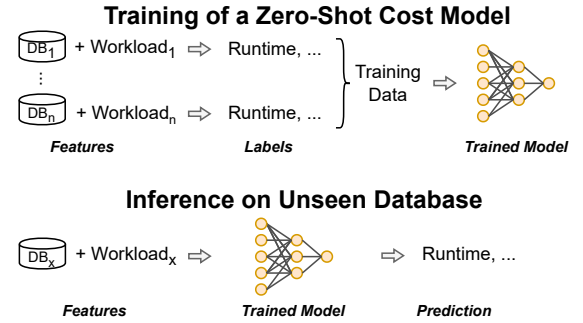 Training of a Zero-Shot Cost Model
DB1 + Workload1 ⇨ Runtime, ...
⋮
DBn + Workloadn ⇨ Runtime, ...
Training
Data
Features Labels Trained Model
Inference on Unseen Database
DBx + Workloadx ⇨ Runtime, ...
Features Trained Model Prediction